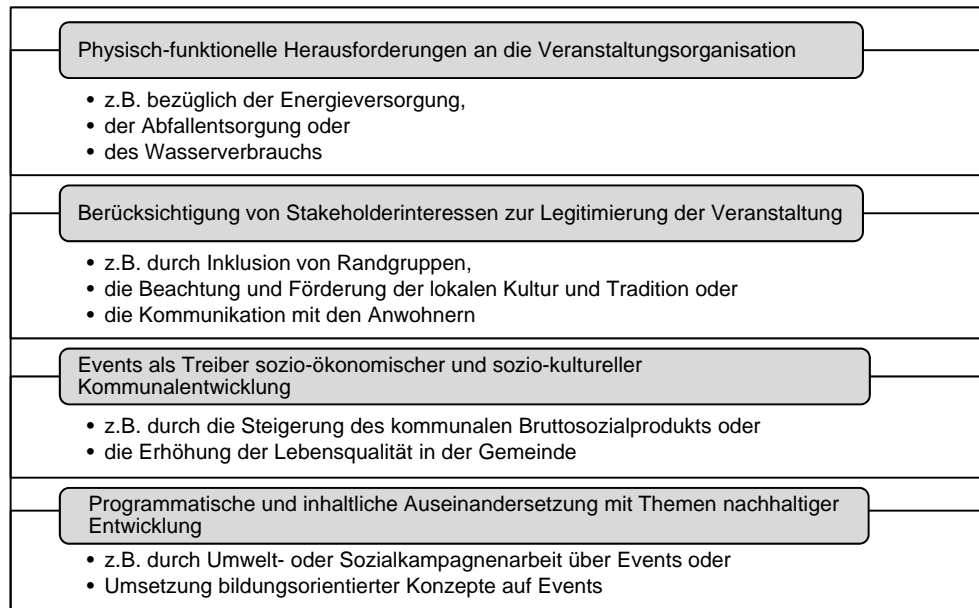 Physisch-funktionelle Herausforderungen an die Veranstaltungsorganisation
• z.B. bezüglich der Energieversorgung,
• der Abfallentsorgung oder
• des Wasserverbrauchs
Berücksichtigung von Stakeholderinteressen zur Legitimierung der Veranstaltung
• z.B. durch Inklusion von Randgruppen,
• die Beachtung und Förderung der lokalen Kultur und Tradition oder
• die Kommunikation mit den Anwohnern
Events als Treiber sozio-ökonomischer und sozio-kultureller
Kommunalentwicklung
• z.B. durch die Steigerung des kommunalen Bruttosozialprodukts oder
• die Erhöhung der Lebensqualität in der Gemeinde
Programmatische und inhaltliche Auseinandersetzung mit Themen nachhaltiger
Entwicklung
• z.B. durch Umwelt- oder Sozialkampagnenarbeit über Events oder
• Umsetzung bildungsorientierter Konzepte auf Events